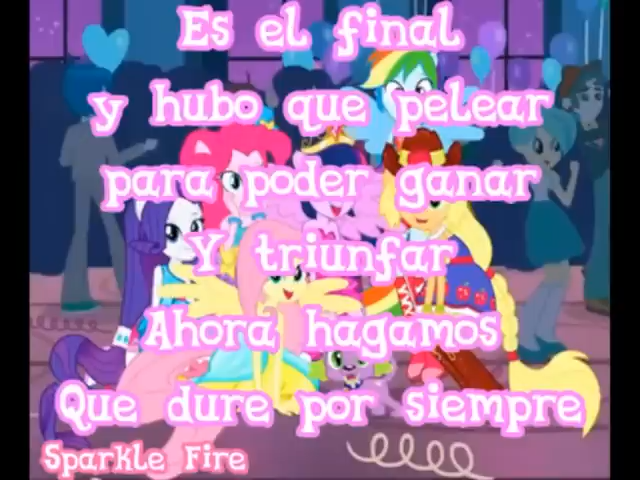 Es el final
y hubo que pelear
para poder ganar
Y triunfar
Ahora hagamos
Que dure por siempre
Sparkle Fire